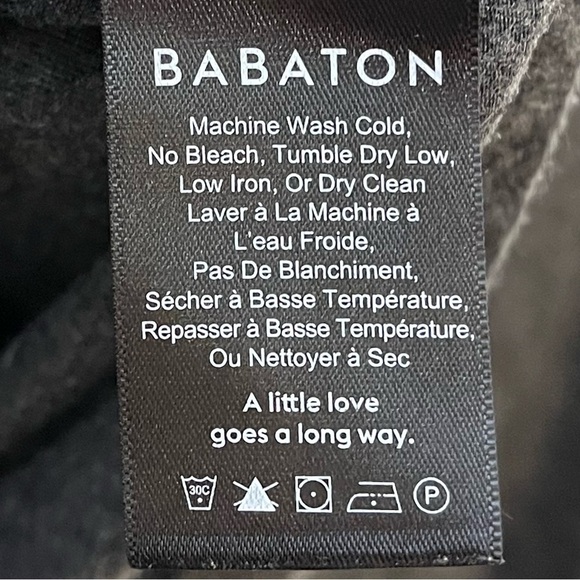 BABATON
Machine Wash Cold,
No Bleach, Tumble Dry Low,
Low Iron, Or Dry Clean
Laver à La Machine à
L'eau Froide,
Pas De Blanchiment,
Sécher à Basse Température,
Repasser à Basse Température,
Ou Nettoyer à Sec
A little love
goes a long way.
30C P